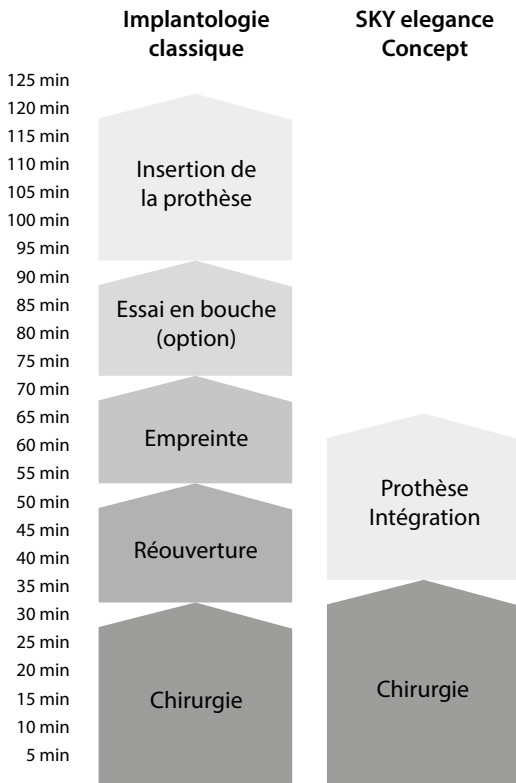 Implantologie
classique
SKY elegance
Concept
125 min
120 min
115 min
110 min
105 min
100 min
95 min
90 min
85 min
80 min
75 min
70 min
65 min
60 min
55 min
50 min
45 min
40 min
35 min
30 min
25 min
20 min
15 min
10 min
5 min
Insertion de
la prothèse
Essai en bouche
(option)
Empreinte
Réouverture
Chirurgie
Prothèse
Intégration
Chirurgie